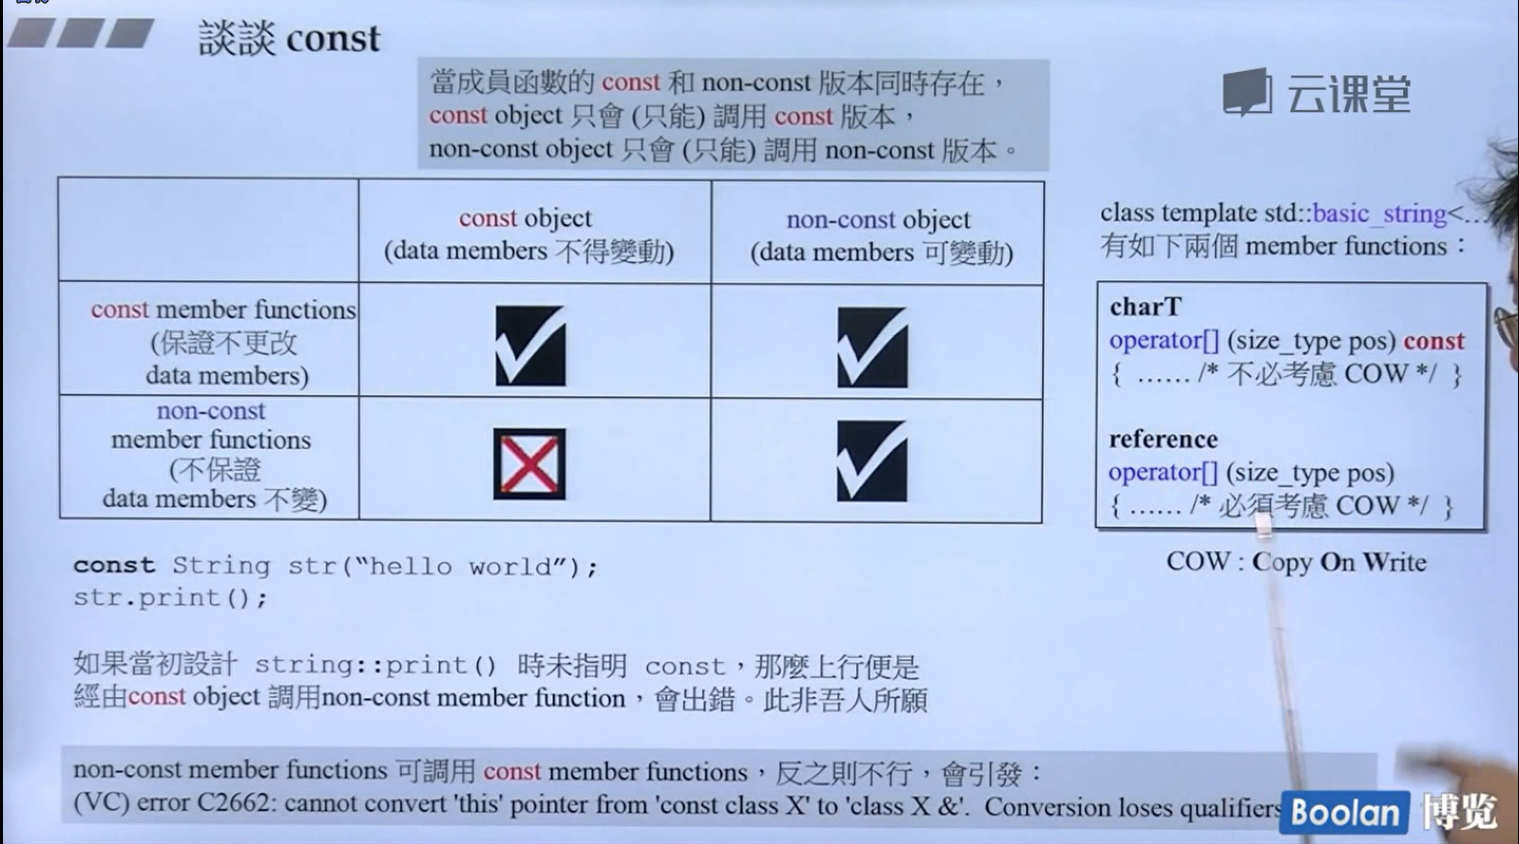 談談 const
當成員函數的 const 和 non-const 版本同時存在，
const object 只會 (只能) 調用 const 版本，
non-const object 只會 (只能) 調用 non-const 版本。
云课堂
const object
(data members 不得變動)
non-const object
(data members 可變動)
const member functions
(保證不更改
data members)
non-const
member functions
(不保證
data members 不變)
class template std::basic_string<…
有如下兩個 member functions：
charT
operator[] (size_type pos) const
{ …… /* 不必考慮 COW */ }
reference
operator[] (size_type pos)
{ …… /* 必須考慮 COW */ }
COW : Copy On Write
const String str(“hello world”);
str.print();
如果當初設計 string::print() 時未指明 const，那麼上行便是
經由const object 調用non-const member function，會出錯。此非吾人所願
non-const member functions 可調用 const member functions，反之則不行，會引發：
(VC) error C2662: cannot convert 'this' pointer from 'const class X' to 'class X &'. Conversion loses qualifiers
Boolan 博览